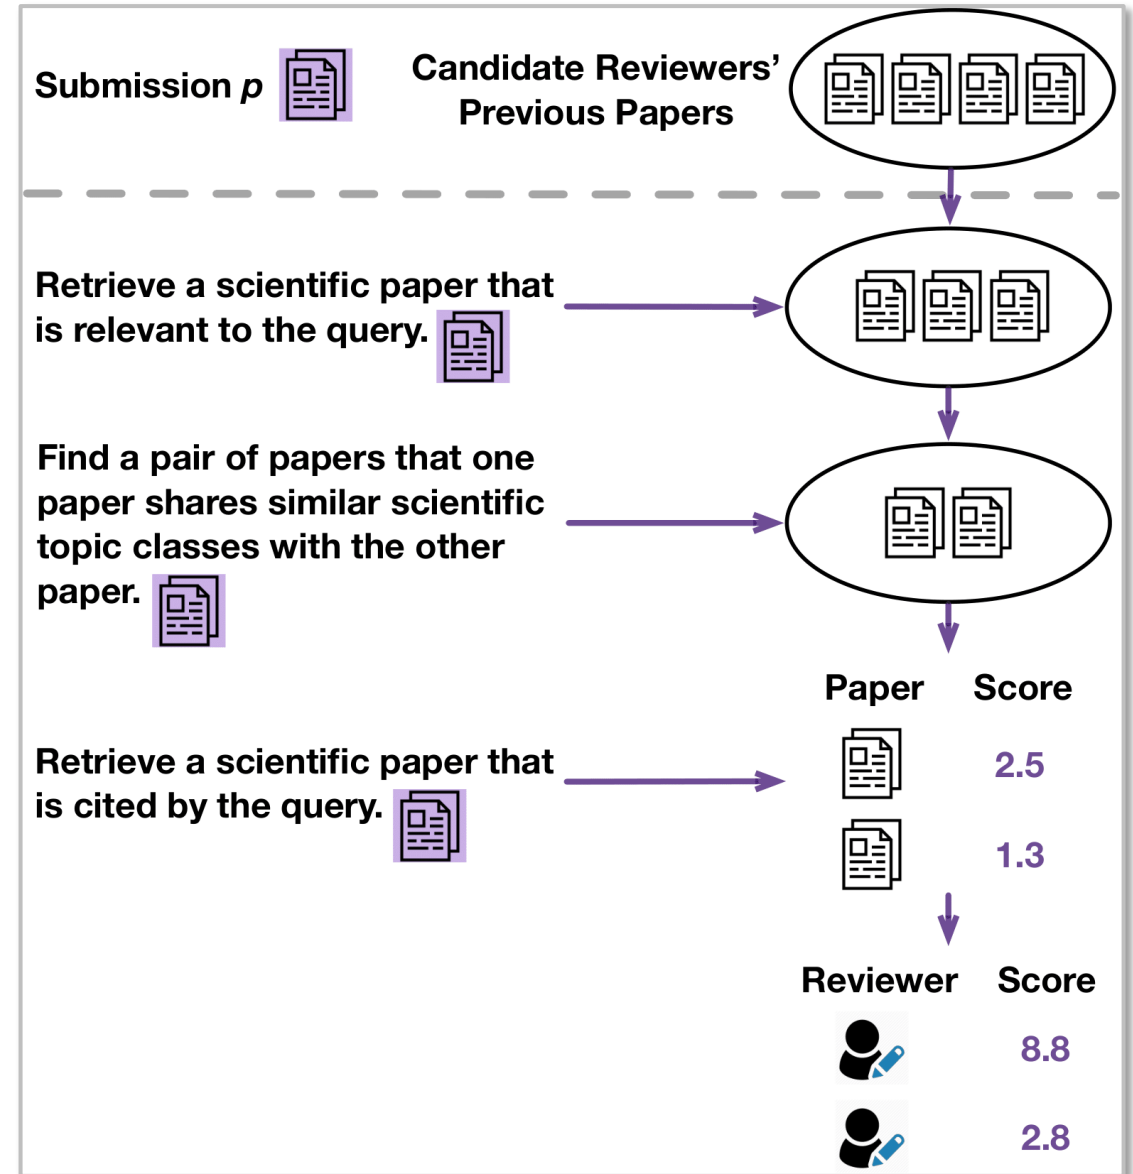 Submission p
Candidate Reviewers’
Previous Papers
Retrieve a scientific paper that
is relevant to the query.
Find a pair of papers that one
paper shares similar scientific
topic classes with the other
paper.
Paper Score
2.5
Retrieve a scientific paper that
is cited by the query.
1.3
Reviewer Score
8.8
2.8